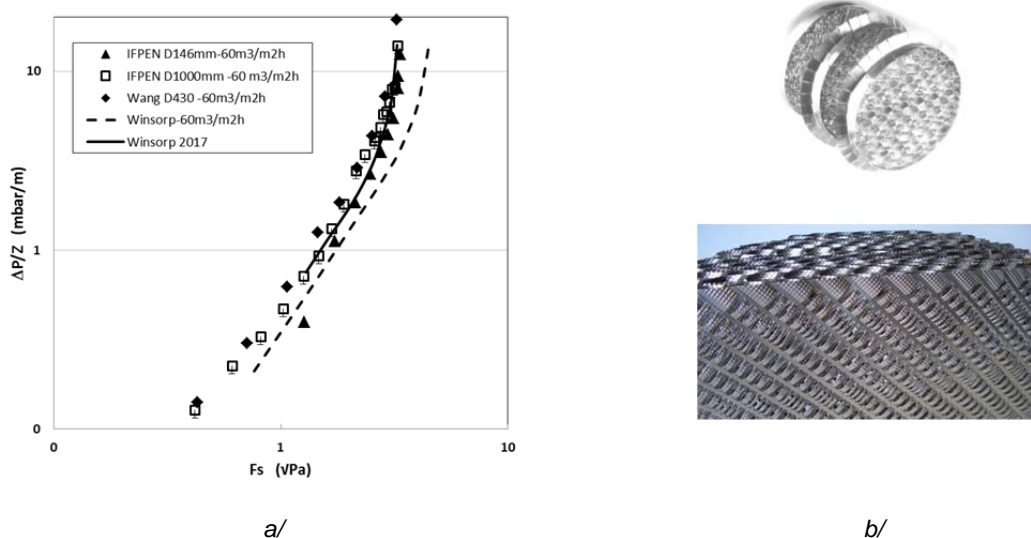 IFPEN D146mm-60m3/m2h
IFPEN D1000mm -60 m3/m2h
Wang D430 -60m3/m2h
Winsorp-60m3/m2h
Winsorp 2017
10
1
0
ΔP/Z (mbar/m)
0
1
10
Fs (√Pa)
a/
b/